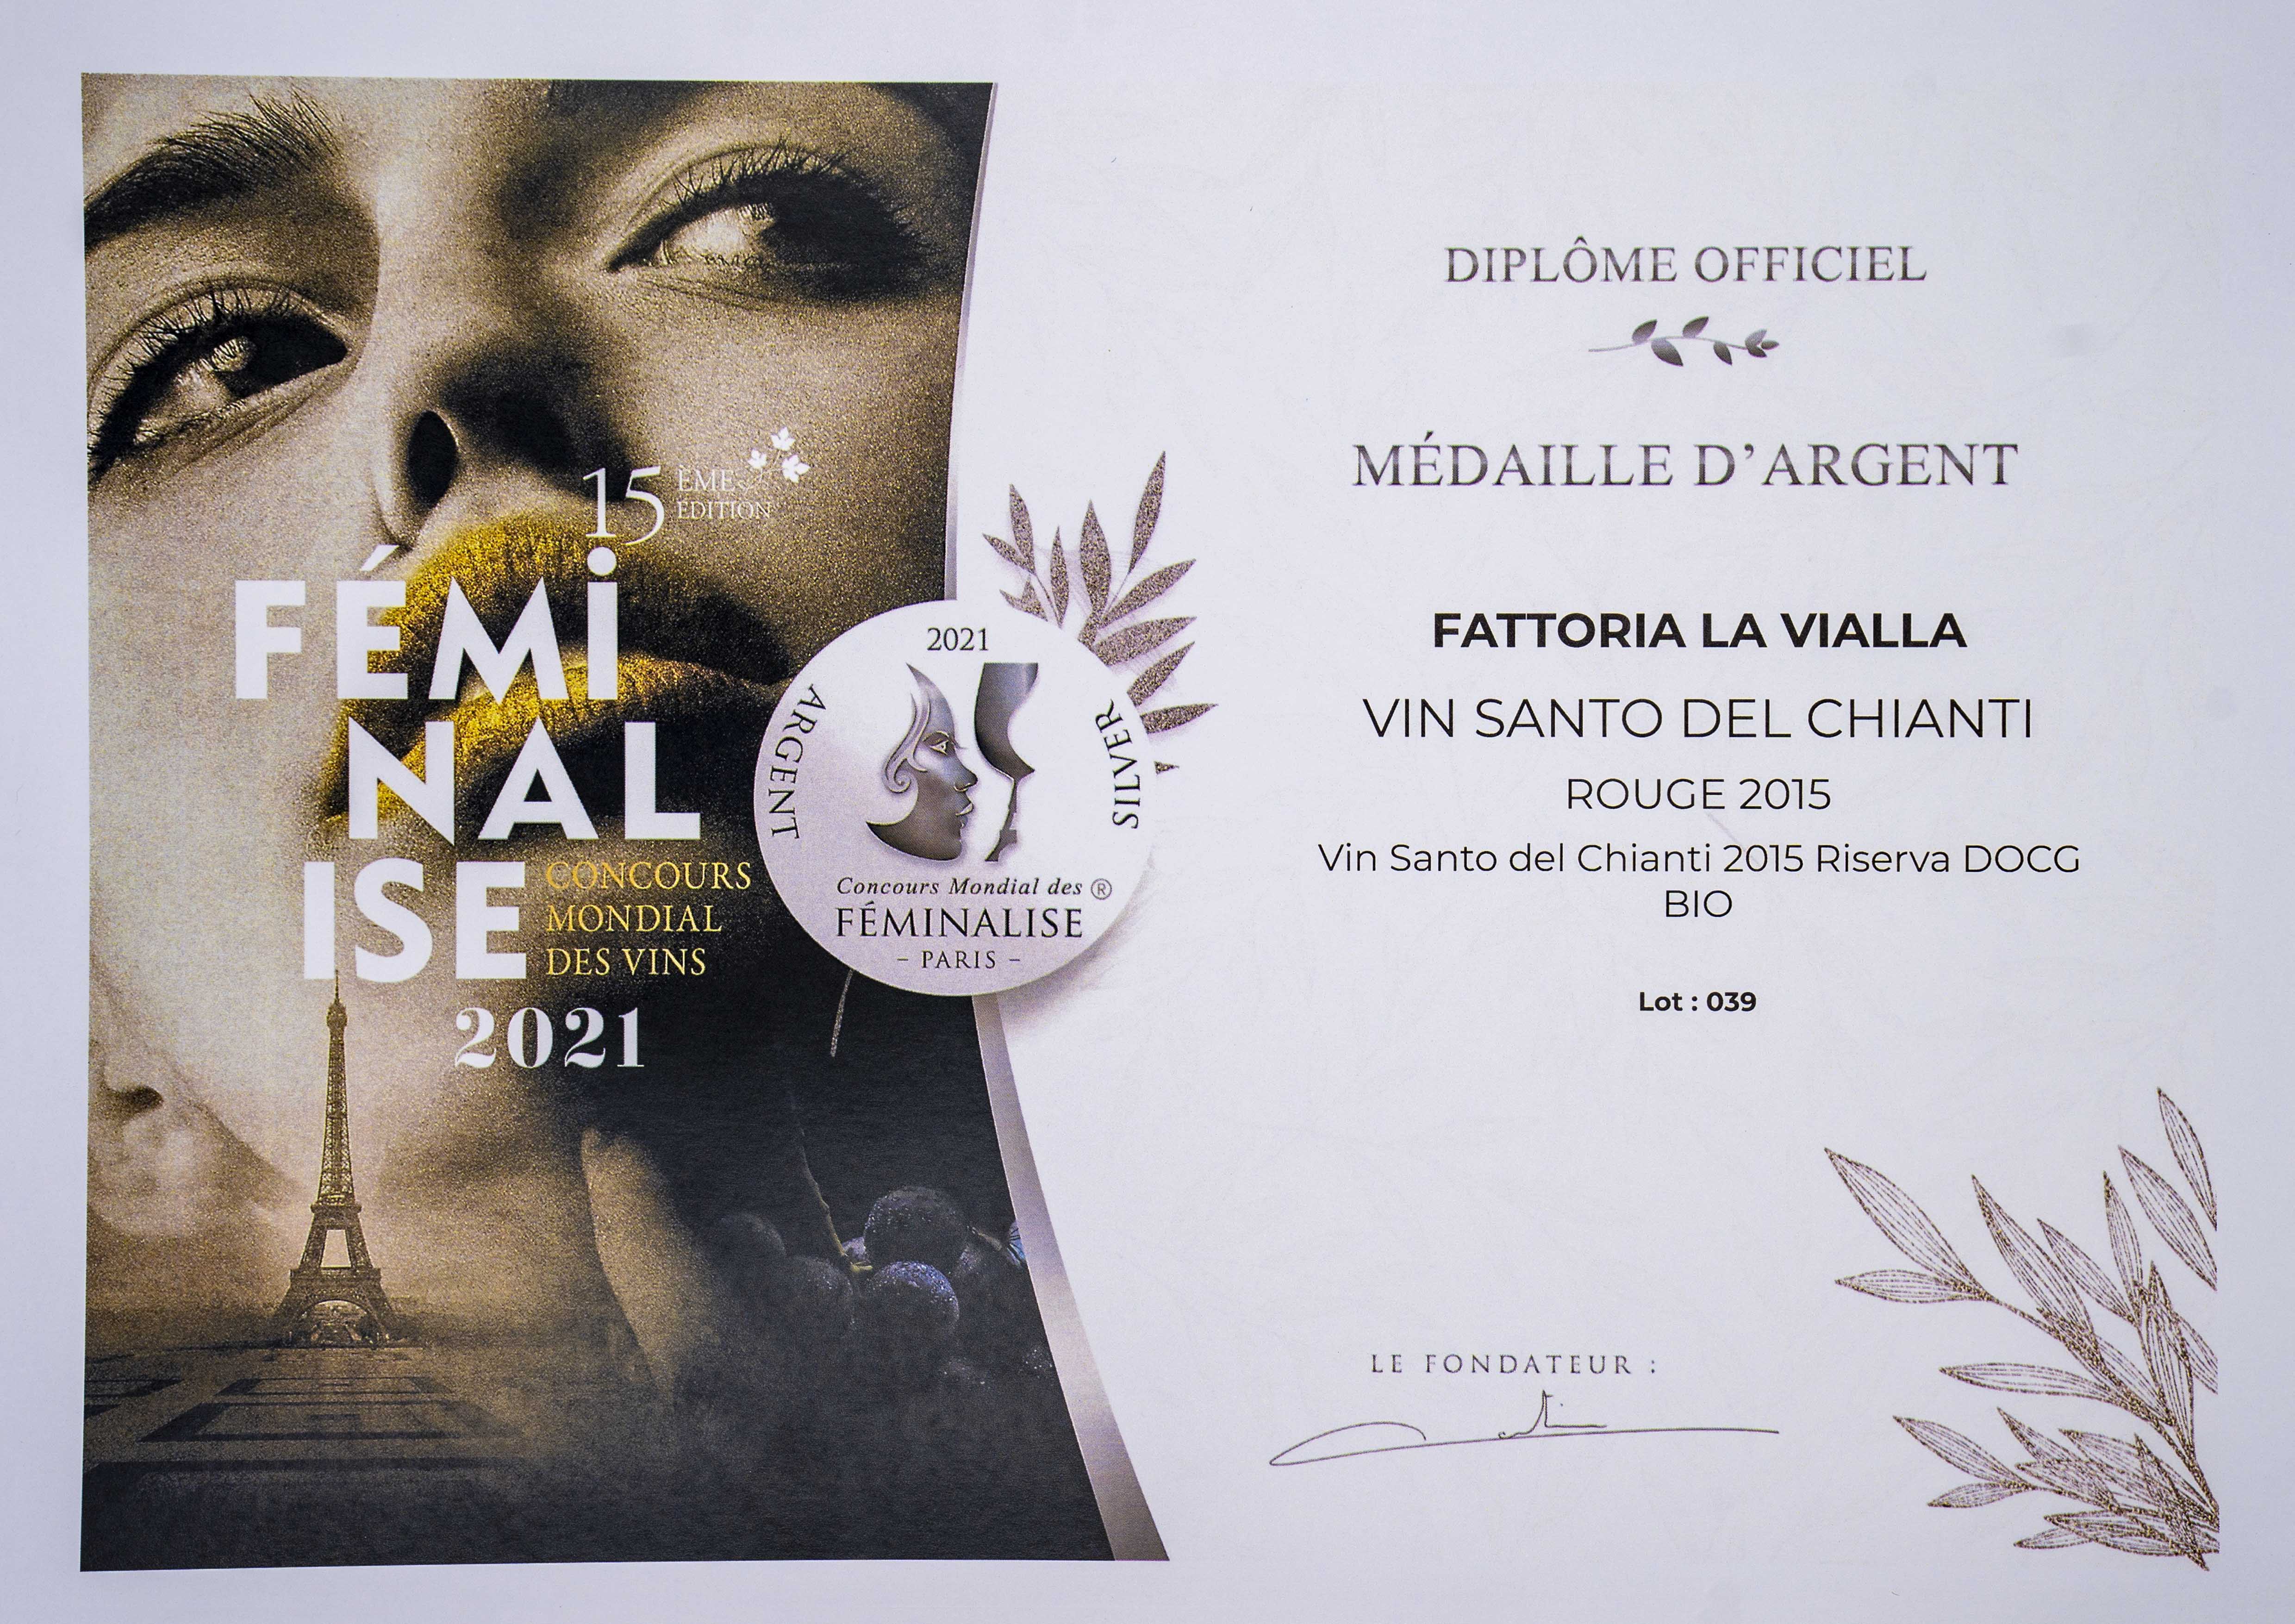 15 ÈME
ÉDITION
FÉMI
NAL
ISE
CONCOURS
MONDIAL
DES VINS
2021
2021
ARGENT
SILVER
Concours Mondial des ®
FÉMINALISE
– PARIS –
DIPLÔME OFFICIEL
MÉDAILLE D’ARGENT
FATTORIA LA VIALLA
VIN SANTO DEL CHIANTI
ROUGE 2015
Vin Santo del Chianti 2015 Riserva DOCG
BIO
Lot : 039
LE FONDATEUR :